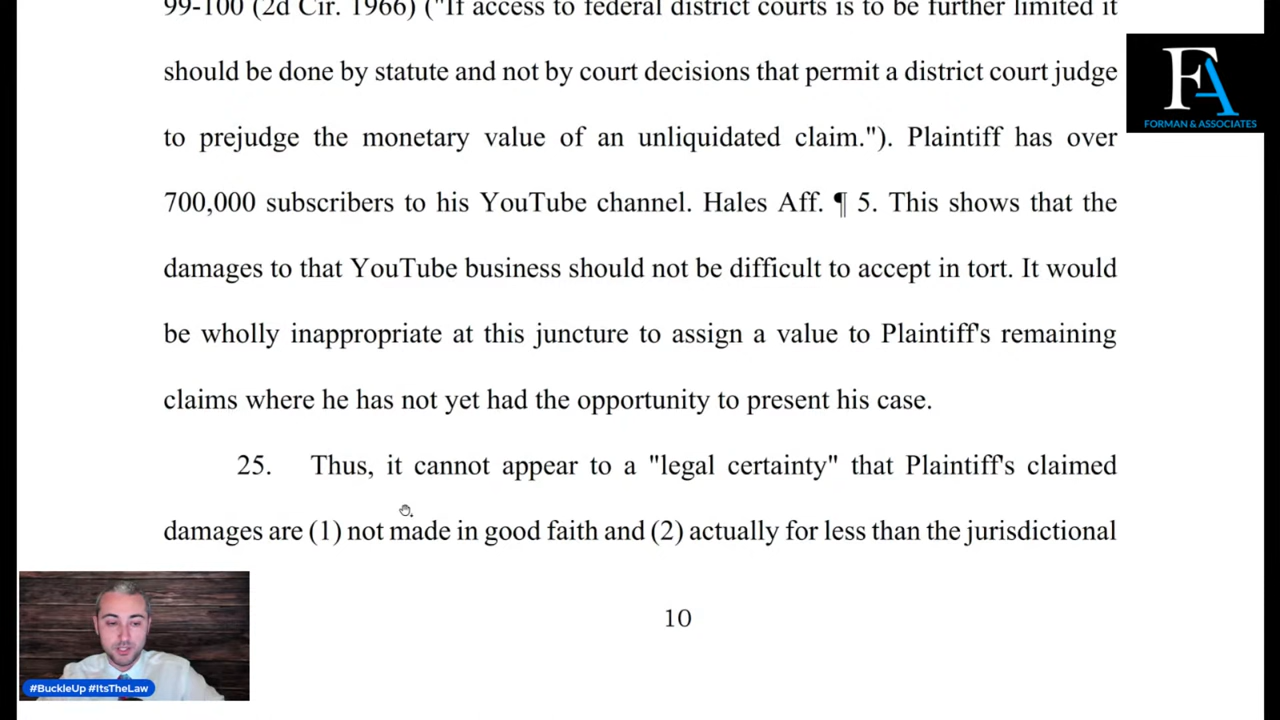 99-100 (2d Cir. 1966) ("If access to federal district courts is to be further limited it
should be done by statute and not by court decisions that permit a district court judge
to prejudge the monetary value of an unliquidated claim."). Plaintiff has over
700,000 subscribers to his YouTube channel. Hales Aff. ¶ 5. This shows that the
damages to that YouTube business should not be difficult to accept in tort. It would
be wholly inappropriate at this juncture to assign a value to Plaintiff's remaining
claims where he has not yet had the opportunity to present his case.
25. Thus, it cannot appear to a "legal certainty" that Plaintiff's claimed
damages are (1) not made in good faith and (2) actually for less than the jurisdictional
10
FA
FORMAN & ASSOCIATES
#BuckleUp #ItsTheLaw